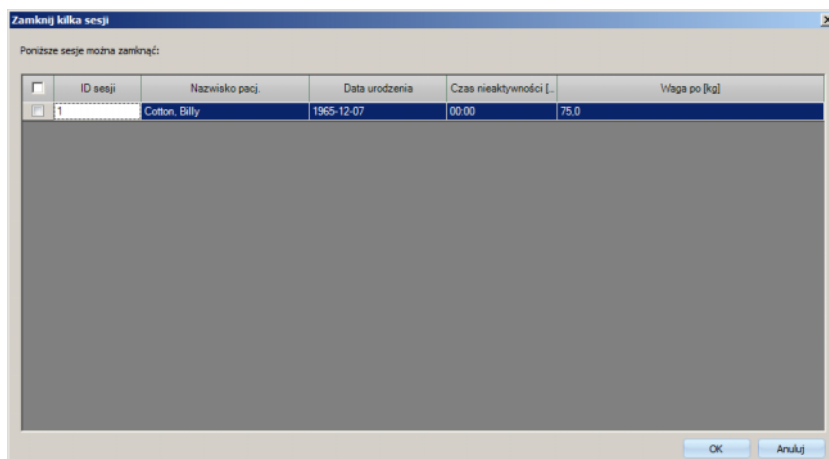 Zamknij kilka sesji
Poniższe sesje można zamknąć:
ID sesji Nazwisko pacj. Data urodzenia Czas nieaktywności [.. Waga po [kg]
1 Cotton, Billy 1965-12-07 00:00 75,0
OK Anuluj